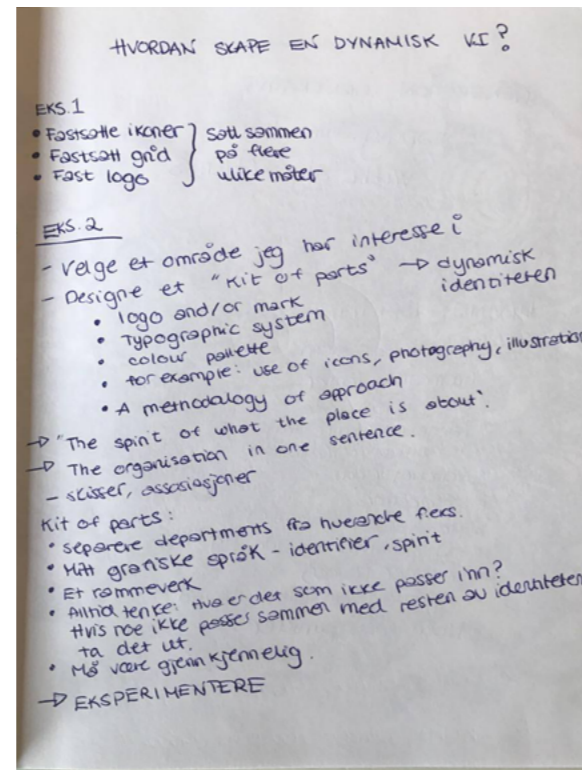 HVORDAN SKAPE EN DYNAMISK VI?
EKS. 1
• Fastsatte ikoner } satt sammen
• Fastsatt grid } på flere
• Fast logo } ulike måter
EKS. 2
- Velge et område jeg har interesse i
- Designe et "Kit of parts" → dynamisk
identiteten
• logo and/or mark
• Typographic system
• colour pallette
• for example: use of icons, photography, illustration
• A methodology of approach
→ "The spirit of what the place is about".
→ The organisation in one sentence.
- skisser, assosiasjoner
Kit of parts:
• separere departments fra hverandre f.eks.
• Mitt grafiske språk - identifier, spirit
• Et rammeverk
• Alltid tenke: Hva er det som ikke passer inn?
Hvis noe ikke passes sammen med resten av identiteten
ta det ut.
• Må være gjennkjennelig.
→ EKSPERIMENTERE